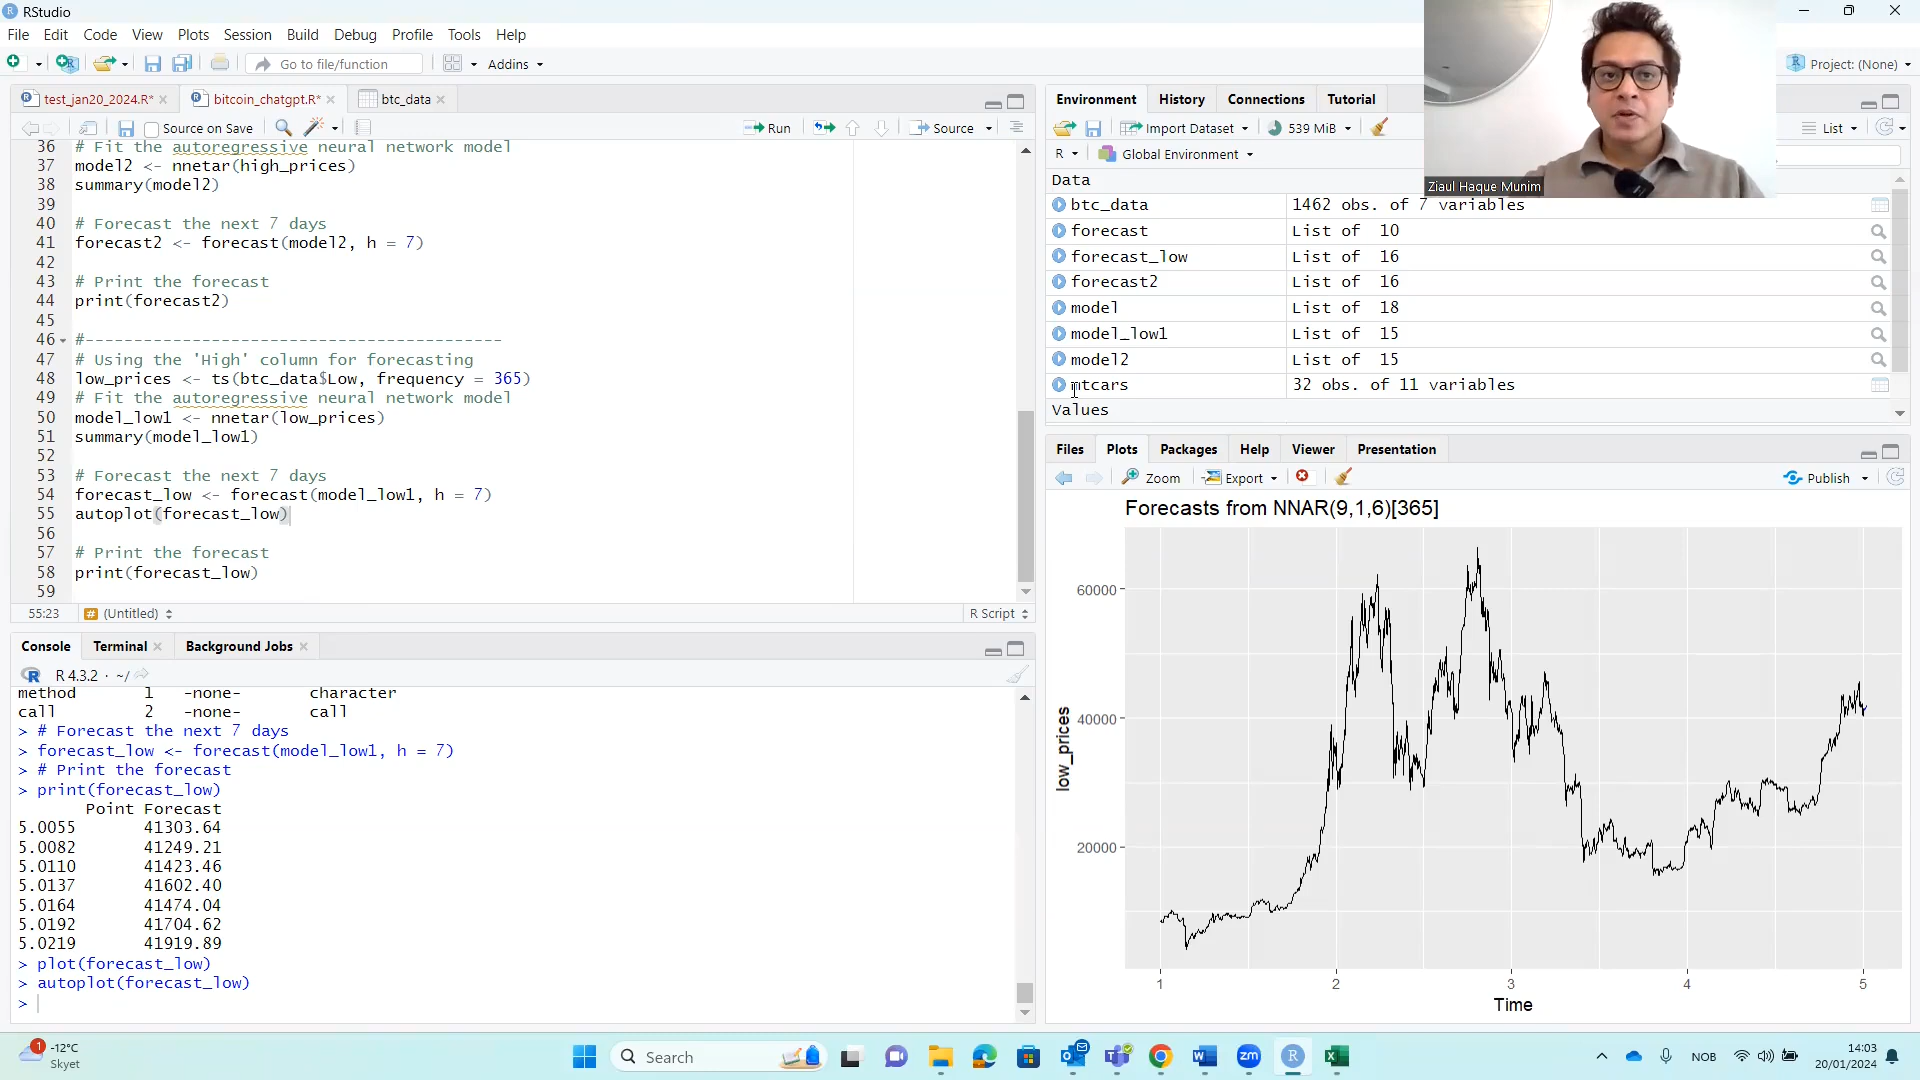 RStudio
File Edit Code View Plots Session Build Debug Profile Tools Help
Go to file/function Addins Project: (None)
test_jan20_2024.R* bitcoin_chatgpt.R* btc_data
Source on Save Run Source
36 # Fit the autoregressive neural network model
37 model2 <- nnetar(high_prices)
38 summary(model2)
39
40 # Forecast the next 7 days
41 forecast2 <- forecast(model2, h = 7)
42
43 # Print the forecast
44 print(forecast2)
45
46 #-------------------------------------------
47 # Using the 'High' column for forecasting
48 low_prices <- ts(btc_data$Low, frequency = 365)
49 # Fit the autoregressive neural network model
50 model_low1 <- nnetar(low_prices)
51 summary(model_low1)
52
53 # Forecast the next 7 days
54 forecast_low <- forecast(model_low1, h = 7)
55 autoplot(forecast_low)
56
57 # Print the forecast
58 print(forecast_low)
59
55:23 # (Untitled) R Script
Console Terminal Background Jobs
R 4.3.2 · ~/
method 1 -none- character
call 2 -none- call
> # Forecast the next 7 days
> forecast_low <- forecast(model_low1, h = 7)
> # Print the forecast
> print(forecast_low)
Point Forecast
5.0055 41303.64
5.0082 41249.21
5.0110 41423.46
5.0137 41602.40
5.0164 41474.04
5.0192 41704.62
5.0219 41919.89
> plot(forecast_low)
> autoplot(forecast_low)
>
Environment History Connections Tutorial
Import Dataset 539 MiB List
R Global Environment
Ziaul Haque Munim
Data
btc_data 1462 obs. of 7 variables
forecast List of 10
forecast_low List of 16
forecast2 List of 16
model List of 18
model_low1 List of 15
model2 List of 15
mtcars 32 obs. of 11 variables
Values
Files Plots Packages Help Viewer Presentation
Zoom Export Publish
Forecasts from NNAR(9,1,6)[365]
60000
40000
20000
low_prices
1 2 3 4 5
Time
1 -12°C
Skyet
Search
zm
NOB
14:03
20/01/2024